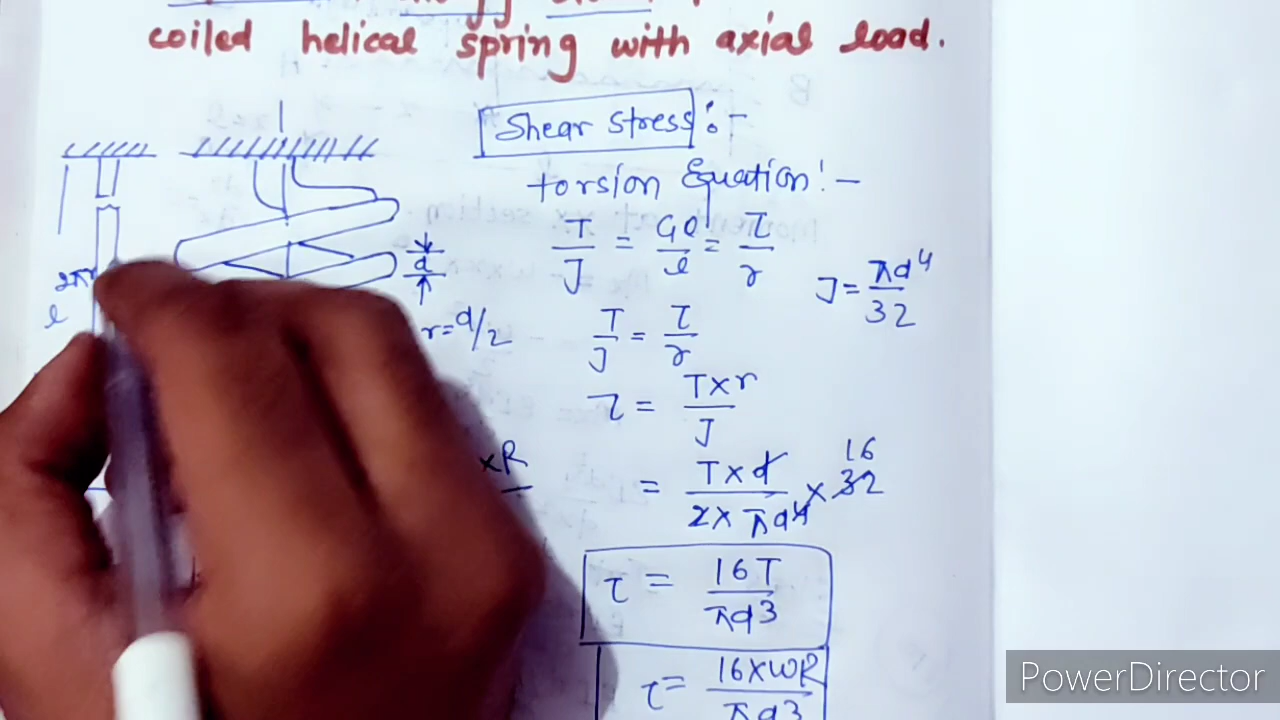 coiled helical spring with axial load.
Shear stress :-
torsion Equation :-
T/J = Gθ/l = τ/r
J = πd⁴/32
2πr
l
d
r = d/2
T/J = τ/r
τ = T×r/J
×R
= T×d/2×πd⁴ × 32
16
τ = 16T/πd³
τ = 16×WR/πd³
PowerDirector